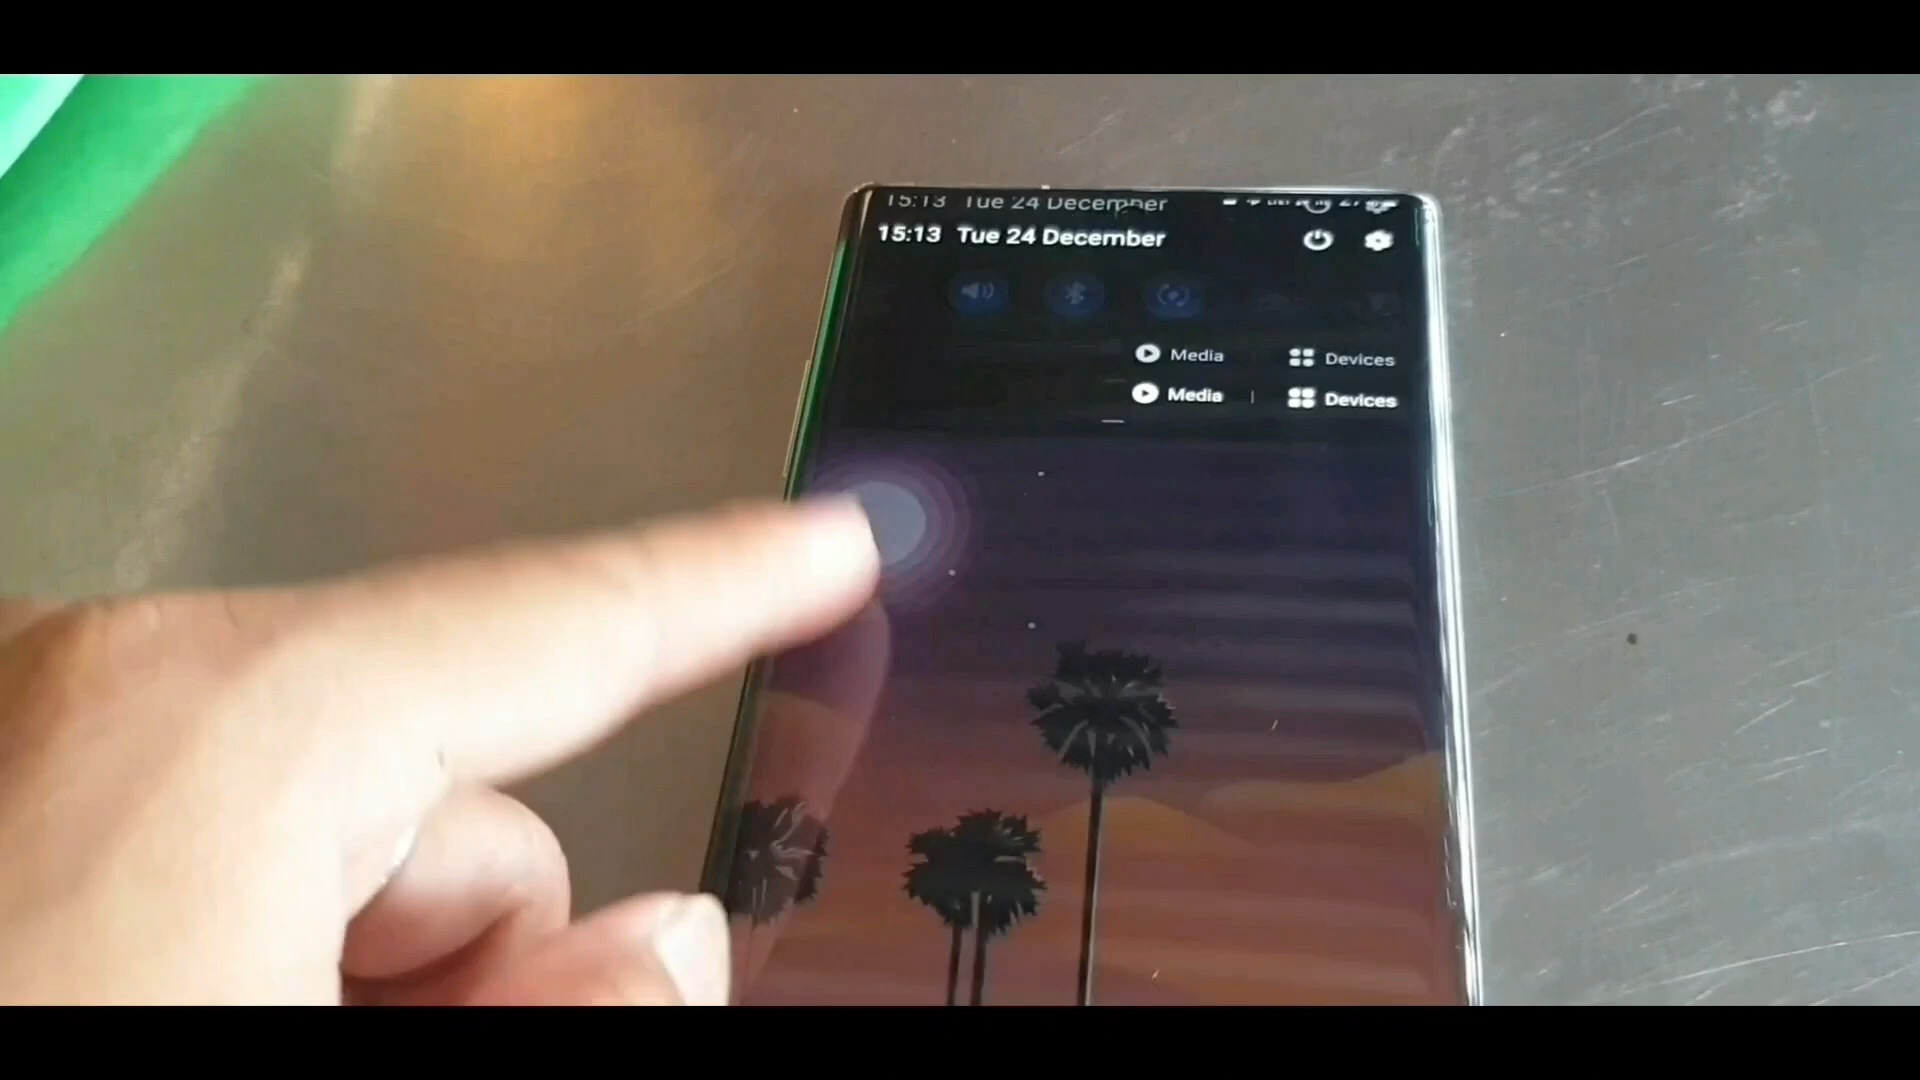 15:13 Tue 24 December
15:13 Tue 24 December
Media Devices
Media | Devices